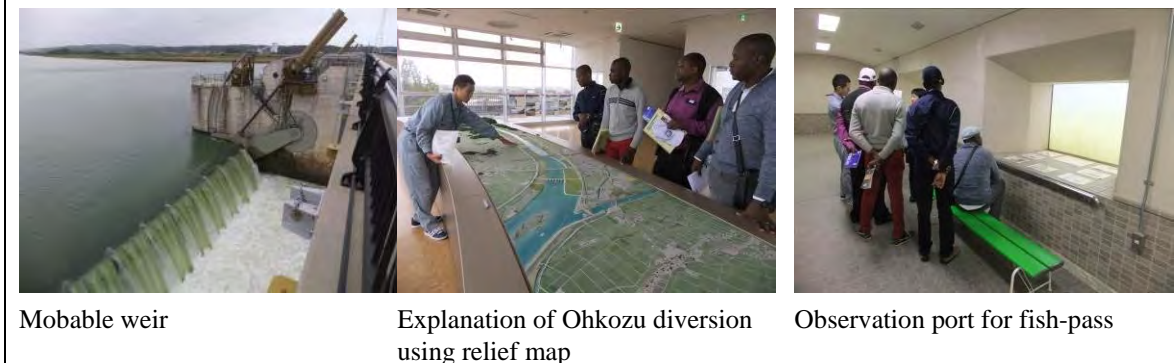 Mobable weir
Explanation of Ohkozu diversion
using relief map
Observation port for fish-pass